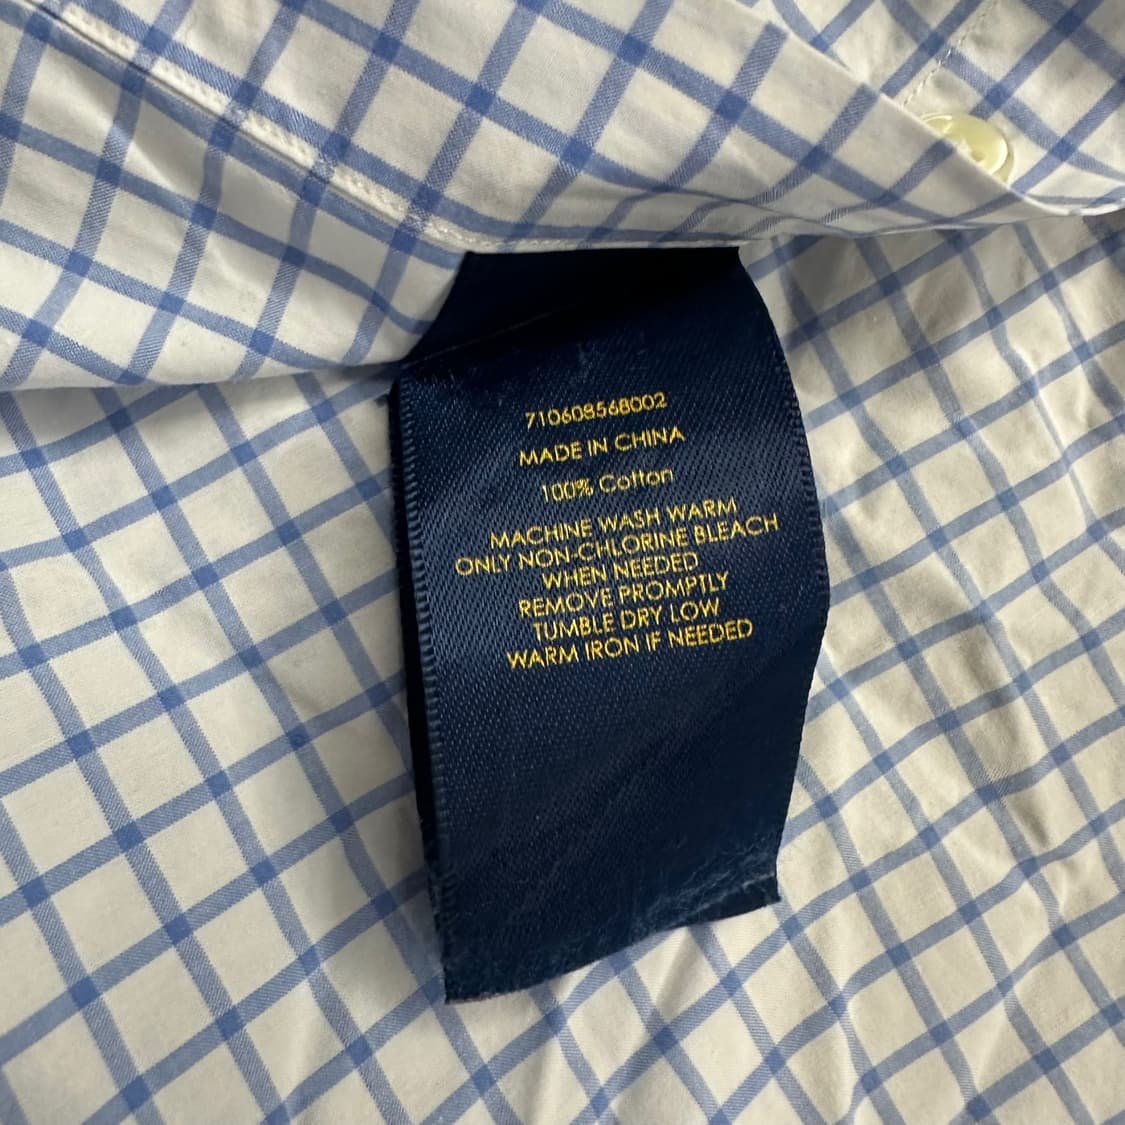 710608568002
MADE IN CHINA
100% Cotton
MACHINE WASH WARM
ONLY NON-CHLORINE BLEACH
WHEN NEEDED
REMOVE PROMPTLY
TUMBLE DRY LOW
WARM IRON IF NEEDED